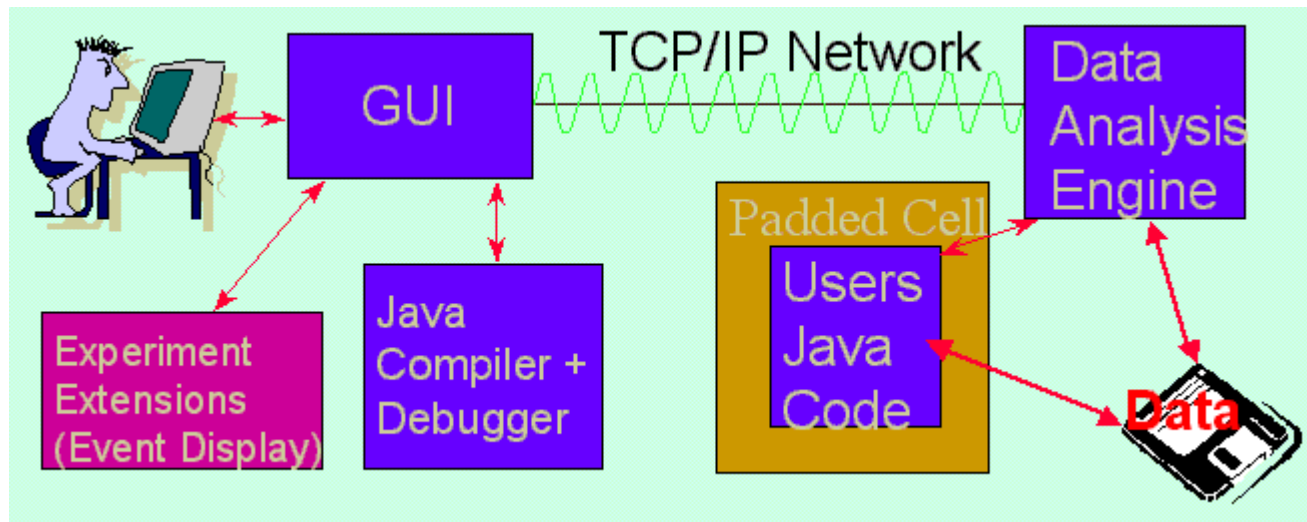 GUI
TCP/IP Network
Data
Analysis
Engine
Padded Cell
Users
Java
Code
Java
Compiler +
Debugger
Experiment
Extensions
(Event Display)
Data